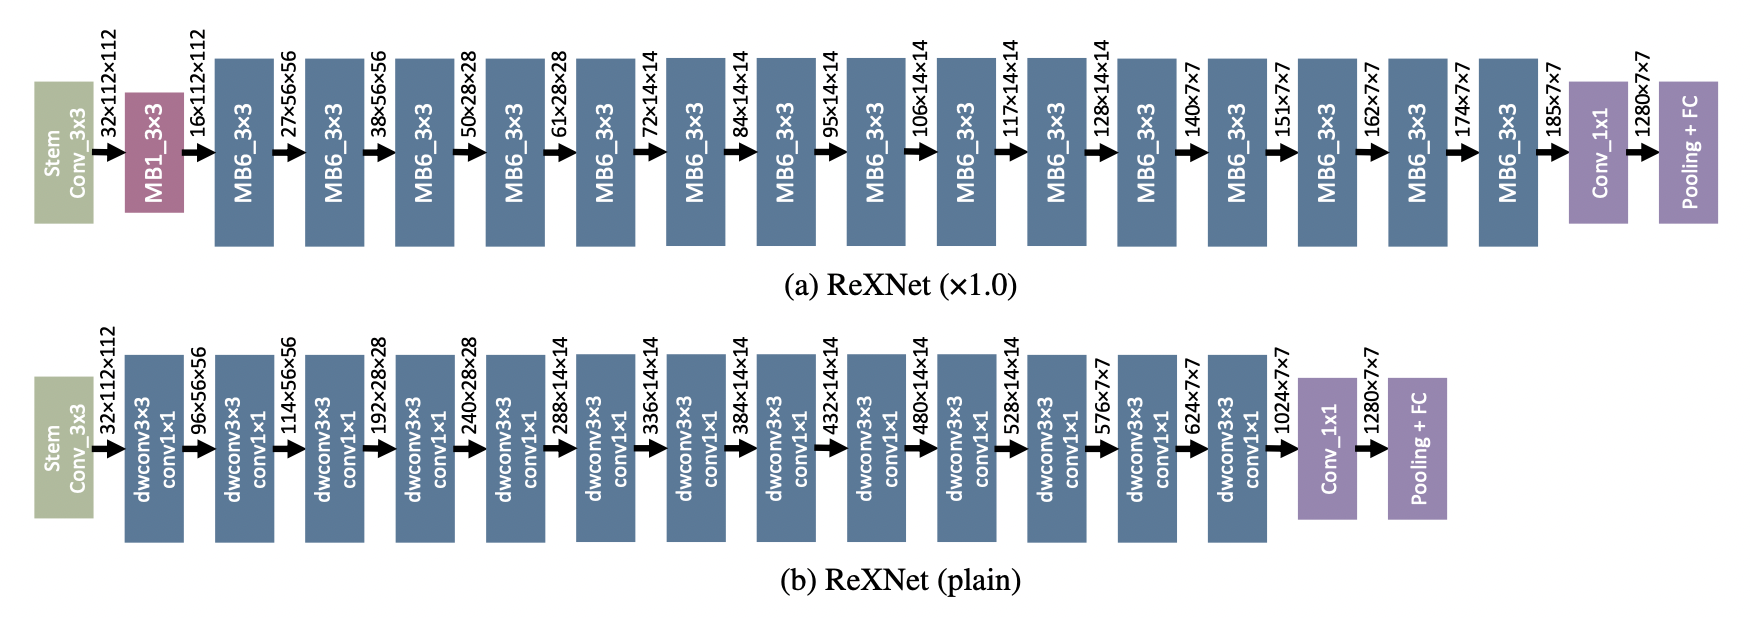 Stem
Conv_3x3
32×112×112
MB1_3×3
16×112×112
MB6_3×3
27×56×56
MB6_3×3
38×56×56
MB6_3×3
50×28×28
MB6_3×3
61×28×28
MB6_3×3
72×14×14
MB6_3×3
84×14×14
MB6_3×3
95×14×14
MB6_3×3
106×14×14
MB6_3×3
117×14×14
MB6_3×3
128×14×14
MB6_3×3
140×7×7
MB6_3×3
151×7×7
MB6_3×3
162×7×7
MB6_3×3
174×7×7
MB6_3×3
185×7×7
Conv_1x1
1280×7×7
Pooling + FC
(a) ReXNet (×1.0)
Stem
Conv_3x3
32×112×112
dwconv3×3
conv1×1
96×56×56
dwconv3×3
conv1×1
114×56×56
dwconv3×3
conv1×1
192×28×28
dwconv3×3
conv1×1
240×28×28
dwconv3×3
conv1×1
288×14×14
dwconv3×3
conv1×1
336×14×14
dwconv3×3
conv1×1
384×14×14
dwconv3×3
conv1×1
432×14×14
dwconv3×3
conv1×1
480×14×14
dwconv3×3
conv1×1
528×14×14
dwconv3×3
conv1×1
576×7×7
dwconv3×3
conv1×1
624×7×7
dwconv3×3
conv1×1
1024×7×7
Conv_1x1
1280×7×7
Pooling + FC
(b) ReXNet (plain)